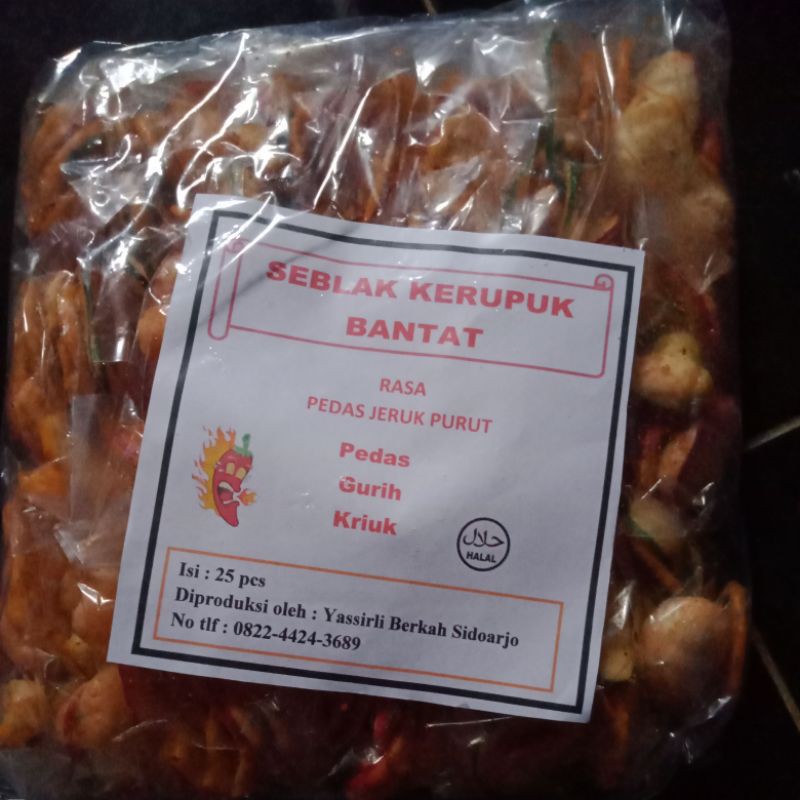 SEBLAK KERUPUK
BANTAT
RASA
PEDAS JERUK PURUT
Pedas
Gurih
Kriuk
حلال
HALAL
Isi : 25 pcs
Diproduksi oleh : Yassirli Berkah Sidoarjo
No tlf : 0822-4424-3689